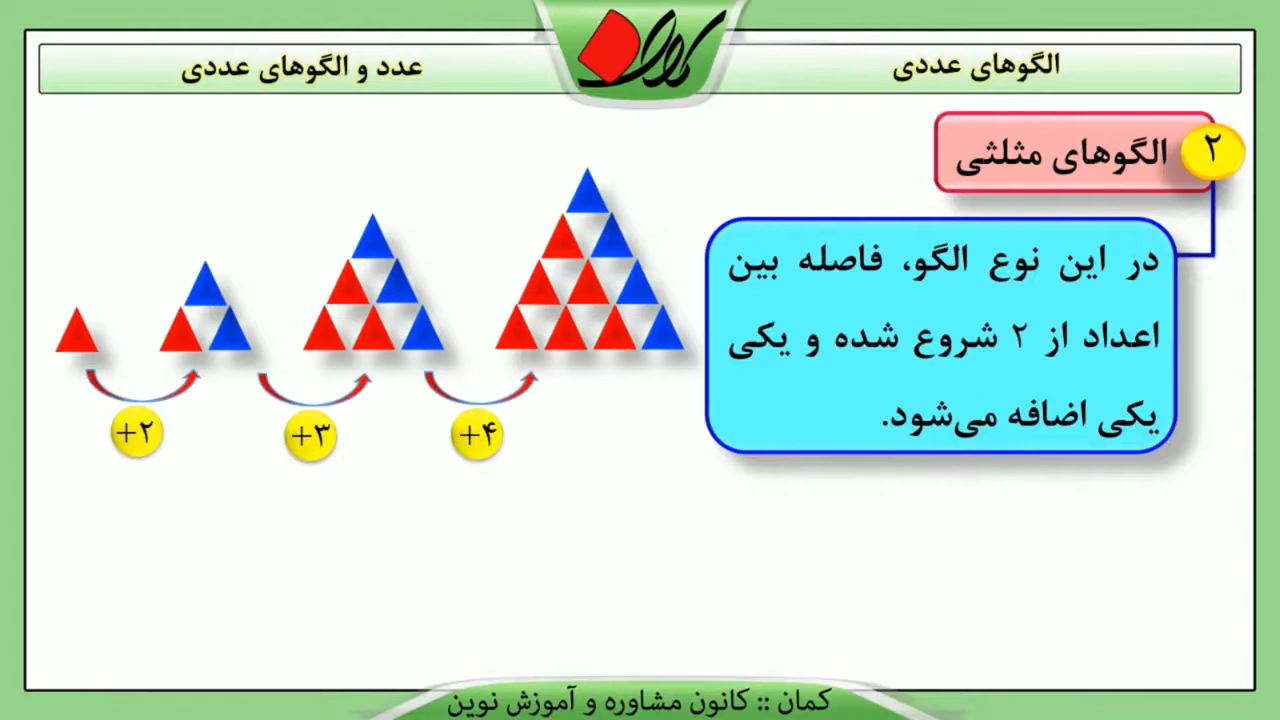 الگوهای عددی
کمان
عدد و الگوهای عددی
۲
الگوهای مثلثی
در این نوع الگو، فاصله بین
اعداد از ۲ شروع شده و یکی
یکی اضافه می‌شود.
+۲
+۳
+۴
کمان :: کانون مشاوره و آموزش نوین